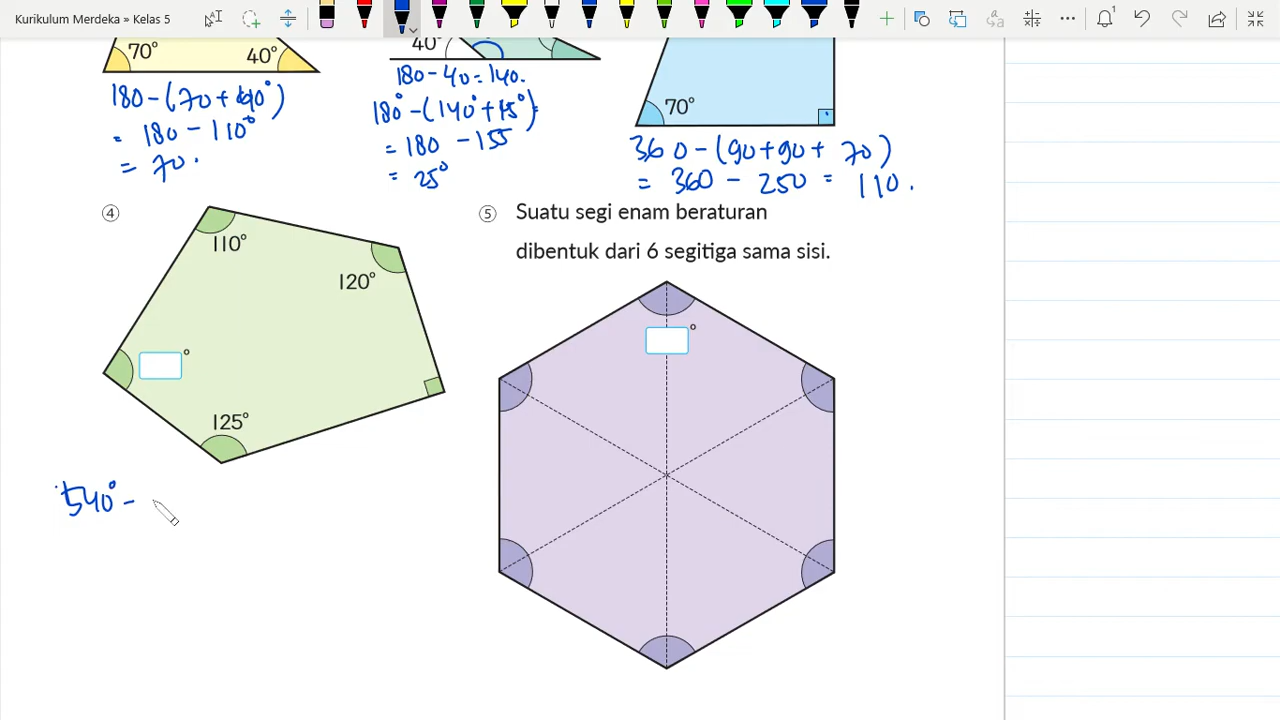 Kurikulum Merdeka » Kelas 5
70°
40°
180-(70+40°)
= 180 - 110°
= 70.
40°
180-40=140.
180°-(140°+15°)
= 180 - 155
= 25°
70°
360-(90+90+70)
= 360 - 250 = 110.
④
110°
120°
°
125°
540° -
⑤ Suatu segi enam beraturan
dibentuk dari 6 segitiga sama sisi.
°